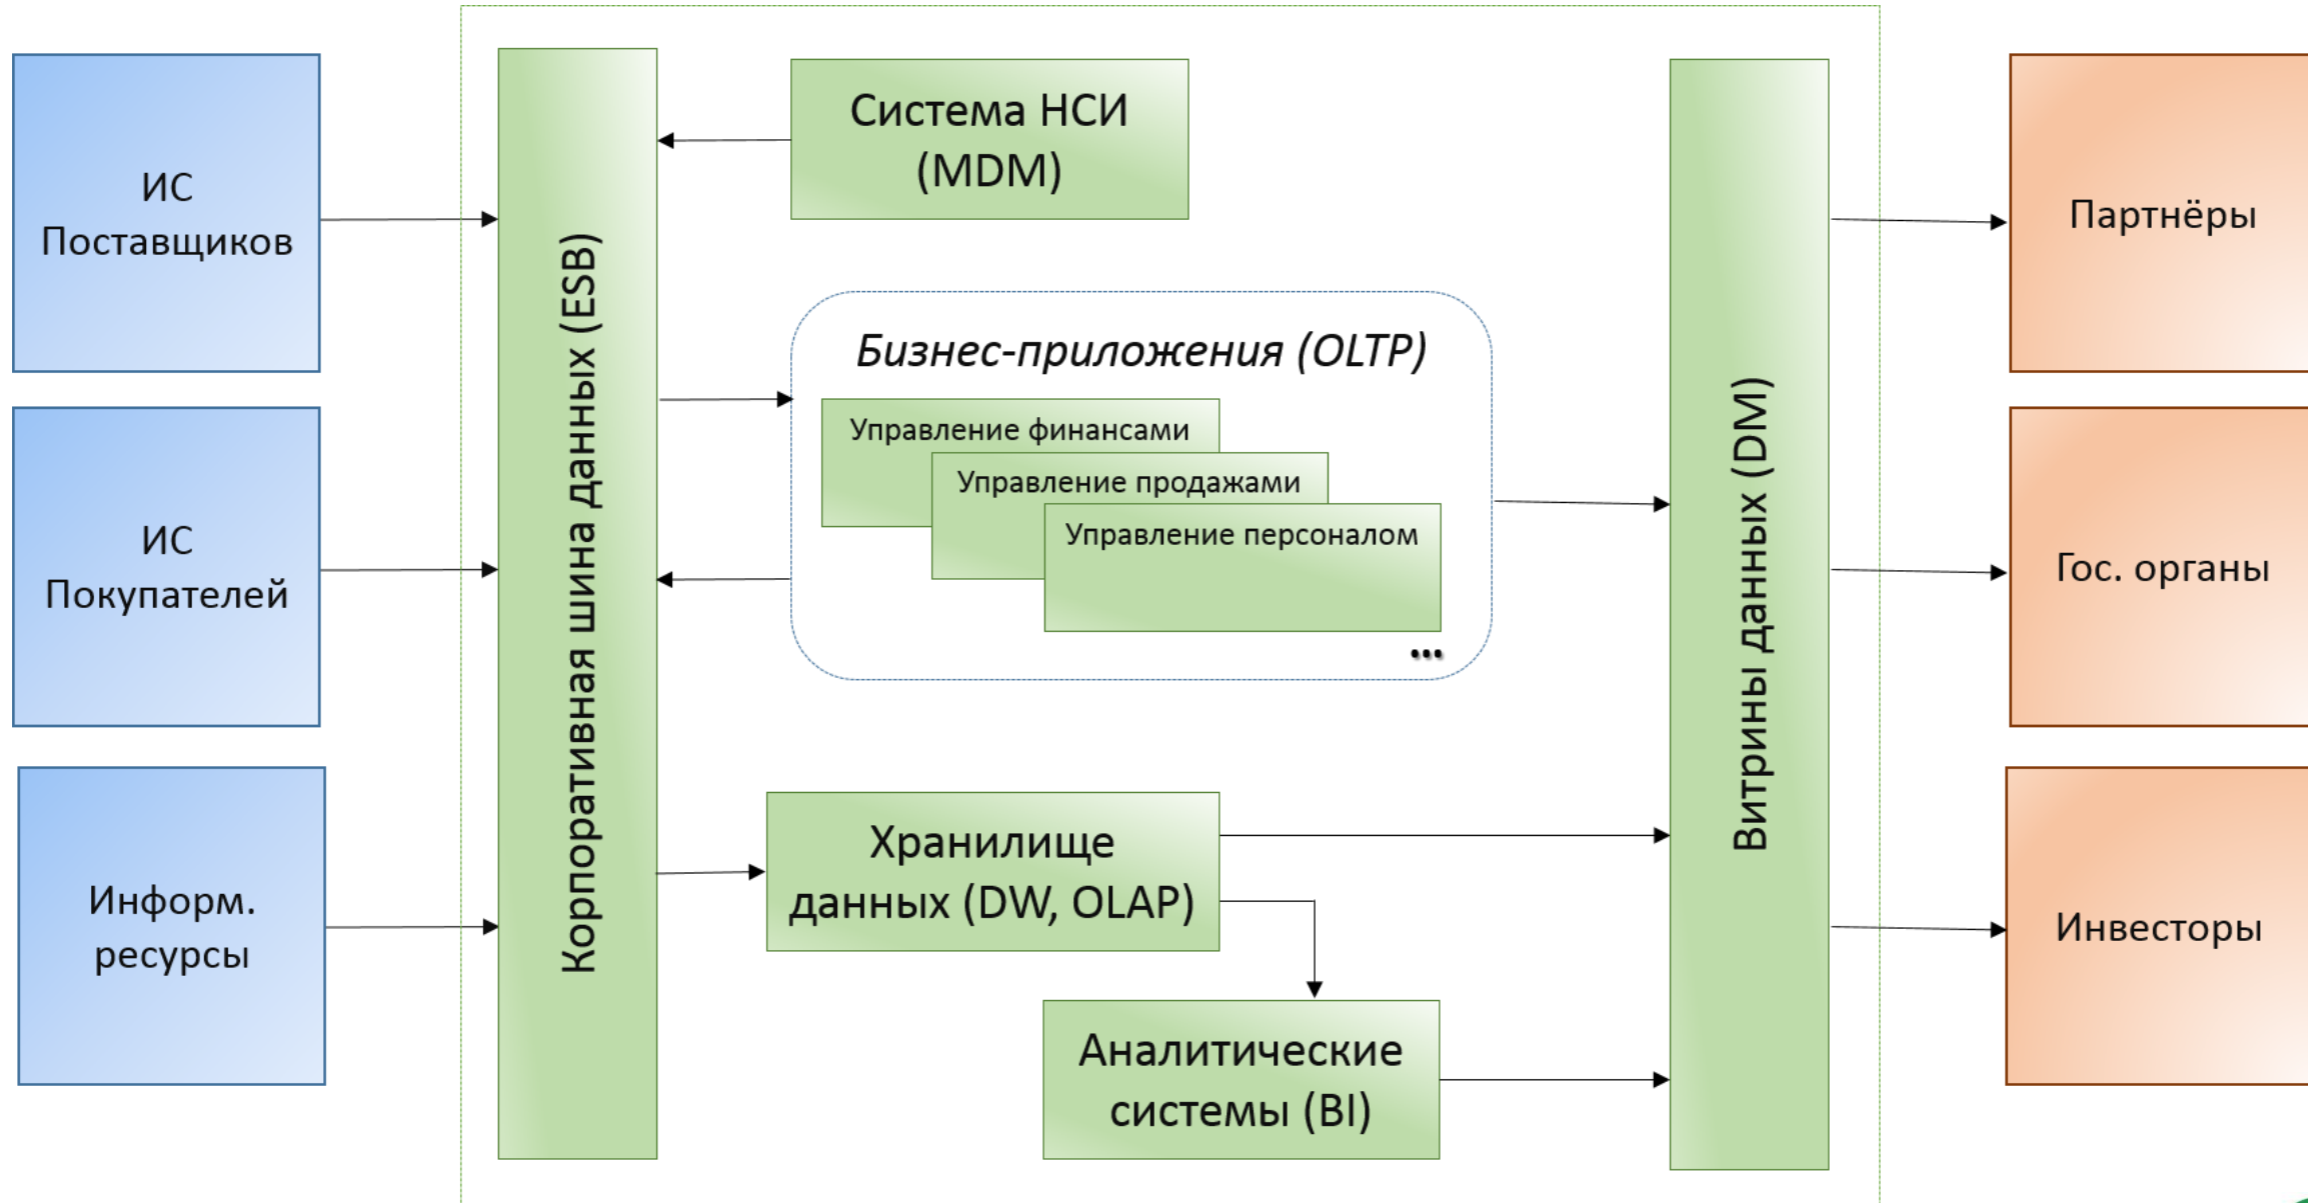 ИС
Поставщиков
ИС
Покупателей
Информ.
ресурсы
Корпоративная шина данных (ESB)
Система НСИ
(MDM)
Бизнес-приложения (OLTP)
Управление финансами
Управление продажами
Управление персоналом
...
Хранилище
данных (DW, OLAP)
Аналитические
системы (BI)
Витрины данных (DM)
Партнёры
Гос. органы
Инвесторы